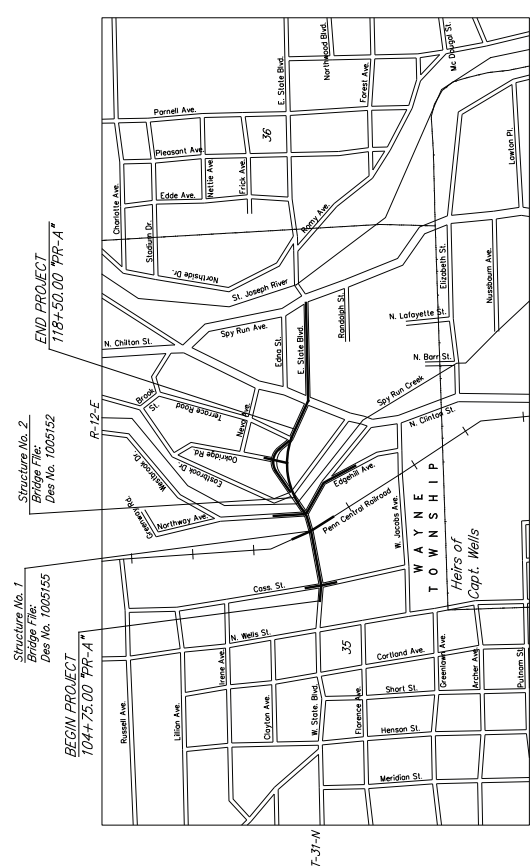 Structure No. 1
Bridge File:
Des No. 1005155
Structure No. 2
Bridge File:
Des No. 1005152
BEGIN PROJECT
104+75.00 "PR-A"
END PROJECT
118+50.00 "PR-A"
R-12-E
T-31-N
Mc Dougal St.
Northwood Blvd.
E. State Blvd.
Forest Ave.
Parnell Ave.
36
Pleasant Ave.
Charlotte Ave.
Nettie Ave.
Frick Ave.
Edde Ave.
Stadium Dr.
Romy Ave.
Lawton Pl.
Northside Dr.
St. Joseph River
Elizabeth St.
Nussbaum Ave.
Randolph St.
N. Lafayette St.
N. Chilton St.
Spy Run Ave.
Edna St.
E. State Blvd.
N. Barr St.
Spy Run Creek
Brook St.
Terrace Road
Neva Ave.
N. Clinton St.
Oakridge Rd.
Eastbrook Dr.
Westbrook Dr.
Greenway Rd.
Northway Ave.
Edgehill Ave.
Penn Central Railroad
W. Jacobs Ave.
WAYNE
TOWNSHIP
Heirs of
Capt. Wells
Cass. St.
N. Wells St.
35
Irene Ave.
Cortland Ave.
Greenlawn Ave.
Archer Ave.
Putnam St.
Short St.
Russell Ave.
Lillian Ave.
Clayton Ave.
W. State. Blvd.
Florence Ave.
Henson St.
Meridian St.